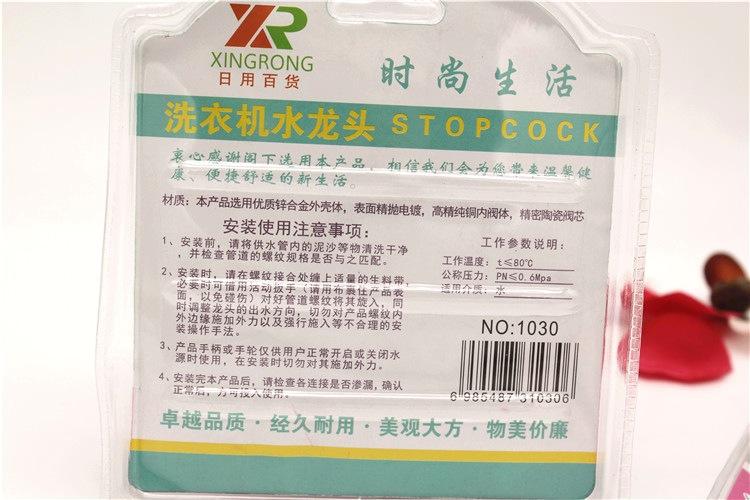 XR
XINGRONG
日用百货
时尚生活
洗衣机水龙头 STOPCOCK
衷心感谢阁下选用本产品，相信我们会为您带来温馨健
康、便捷舒适的新生活。
材质：本产品选用优质锌合金外壳体，表面精抛电镀，高精纯铜内阀体，精密陶瓷阀芯
安装使用注意事项：
1、安装前，请将供水管内的泥沙等物清洗干净
，并检查管道的螺纹规格是否与之匹配。
2、安装时，请在螺纹接合处缠上适量的生料带，
必要时可借用活动扳手（请用布裹住产品表
面，以免碰伤）对好管道螺纹将其旋入，同
时调整龙头的出水方向，切勿对产品螺纹内
外边缘施加外力以及强行施入等不合理的安
装操作手法。
3、产品手柄或手轮仅供用户正常开启或关闭水
源时使用，在安装时切勿对其施加外力。
4、安装完本产品后，请检查各连接是否渗漏，确认
正常后，方可投入使用。
工作参数说明：
工作温度：t≤80℃
公称压力：PN≤0.6Mpa
适用介质：水
NO:1030
6 985487 310306
卓越品质·经久耐用·美观大方·物美价廉